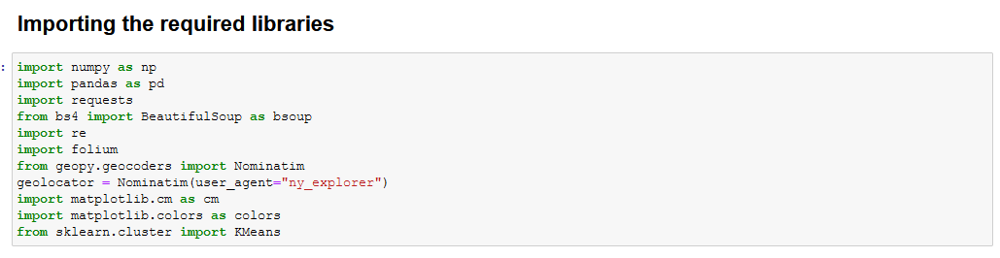 Importing the required libraries
:
import numpy as np
import pandas as pd
import requests
from bs4 import BeautifulSoup as bsoup
import re
import folium
from geopy.geocoders import Nominatim
geolocator = Nominatim(user_agent="ny_explorer")
import matplotlib.cm as cm
import matplotlib.colors as colors
from sklearn.cluster import KMeans